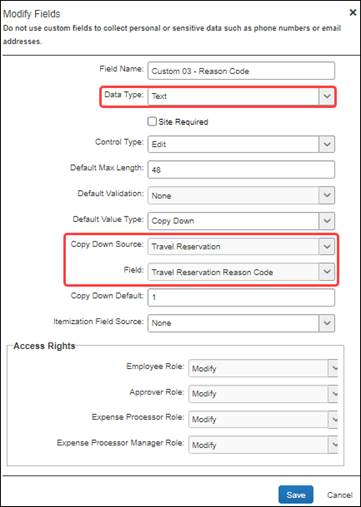 Modify Fields ×
Do not use custom fields to collect personal or sensitive data such as phone numbers or email
addresses.
Field Name: Custom 03 - Reason Code
Data Type: Text
Site Required
Control Type: Edit
Default Max Length: 48
Default Validation: None
Default Value Type: Copy Down
Copy Down Source: Travel Reservation
Field: Travel Reservation Reason Code
Copy Down Default: 1
Itemization Field Source: None
Access Rights
Employee Role: Modify
Approver Role: Modify
Expense Processor Role: Modify
Expense Processor Manager Role: Modify
Save Cancel